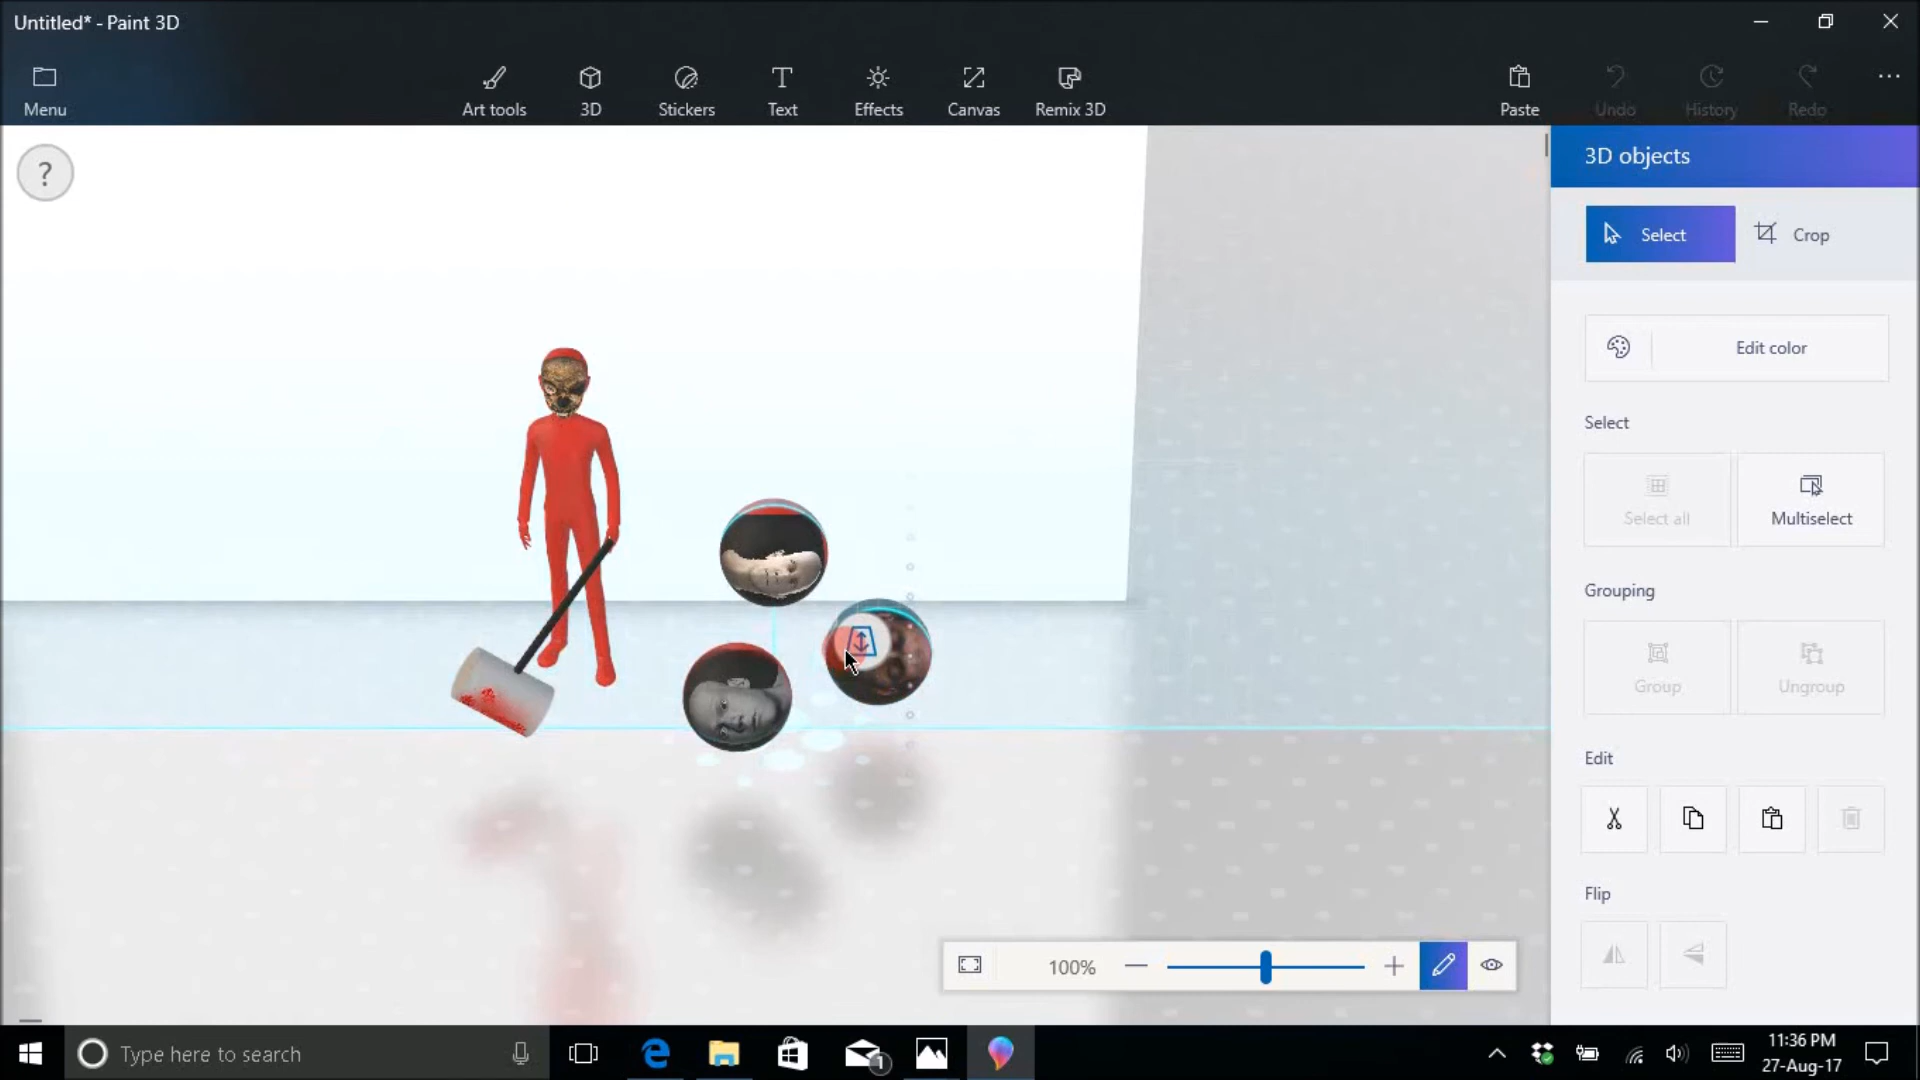 Untitled* - Paint 3D
Menu
Art tools
3D
Stickers
Text
Effects
Canvas
Remix 3D
Paste
Undo
History
Redo
?
3D objects
Select
Crop
Edit color
Select
Select all
Multiselect
Grouping
Group
Ungroup
Edit
Flip
100%
Type here to search
1
11:36 PM
27-Aug-17